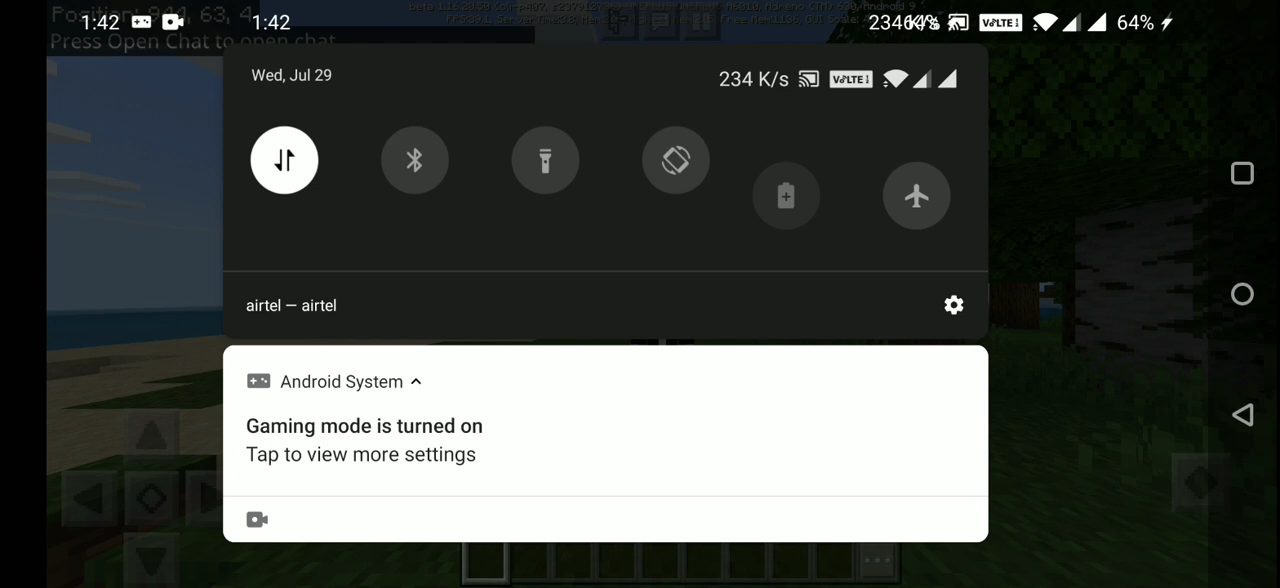 1:42
1:42
64%
Press Open Chat to open chat
Wed, Jul 29
234 K/s
VoLTE
airtel — airtel
Android System
Gaming mode is turned on
Tap to view more settings